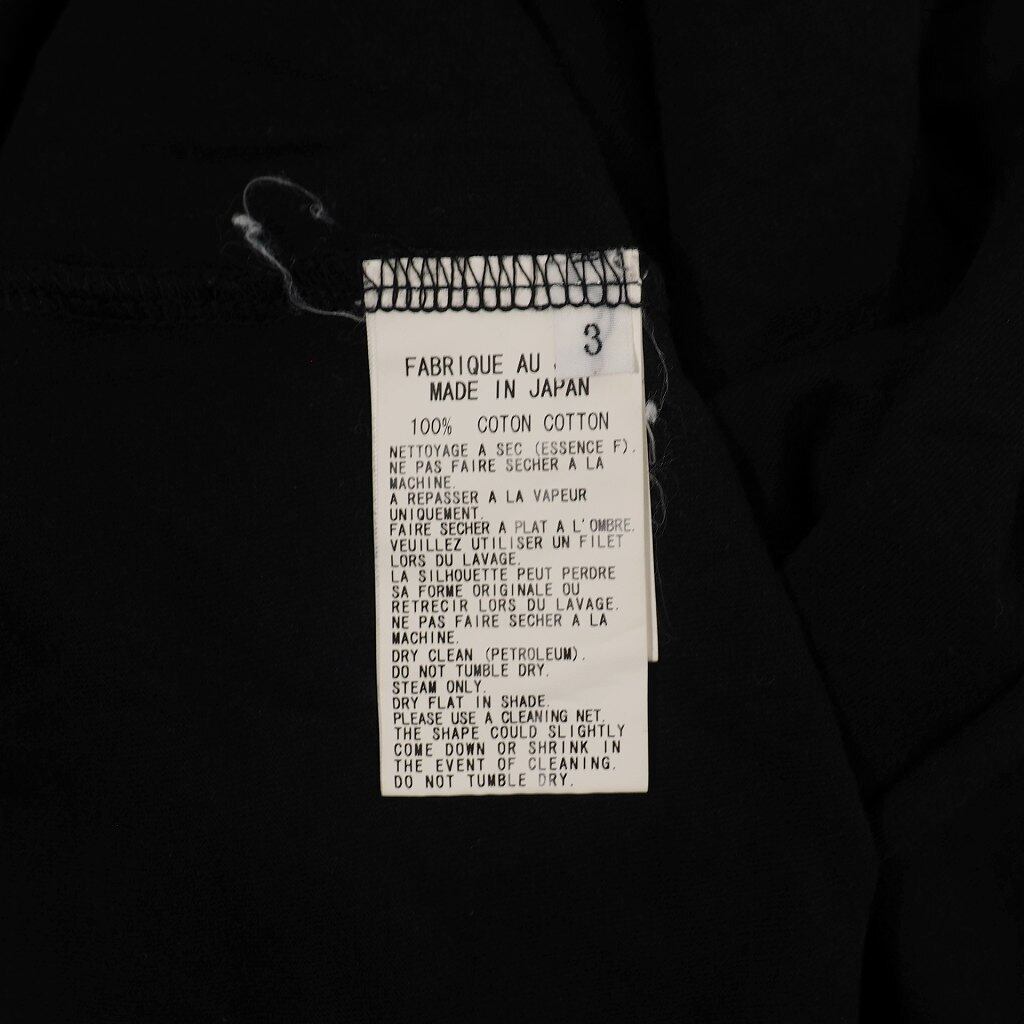 3
FABRIQUE AU
MADE IN JAPAN
100% COTON COTTON
NETTOYAGE A SEC (ESSENCE F).
NE PAS FAIRE SECHER A LA
MACHINE.
A REPASSER A LA VAPEUR
UNIQUEMENT.
FAIRE SECHER A PLAT A L'OMBRE.
VEUILLEZ UTILISER UN FILET
LORS DU LAVAGE.
LA SILHOUETTE PEUT PERDRE
SA FORME ORIGINALE OU
RETRECIR LORS DU LAVAGE.
NE PAS FAIRE SECHER A LA
MACHINE.
DRY CLEAN (PETROLEUM).
DO NOT TUMBLE DRY.
STEAM ONLY.
DRY FLAT IN SHADE.
PLEASE USE A CLEANING NET.
THE SHAPE COULD SLIGHTLY
COME DOWN OR SHRINK IN
THE EVENT OF CLEANING.
DO NOT TUMBLE DRY.